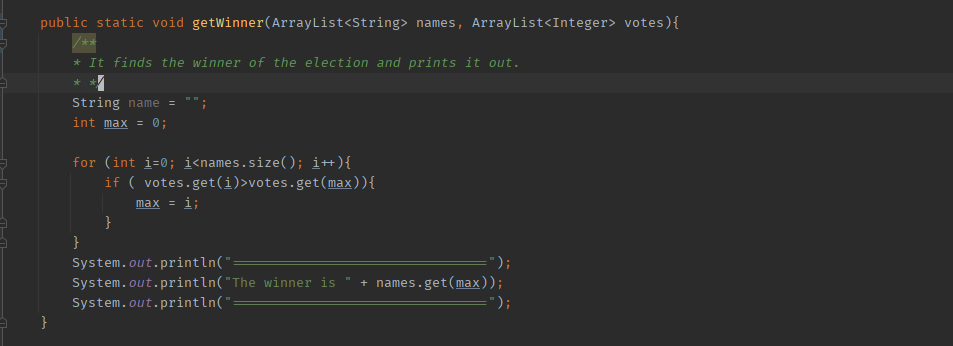 public static void getWinner(ArrayList<String> names, ArrayList<Integer> votes){
/**
* It finds the winner of the election and prints it out.
* */
String name = "";
int max = 0;
for (int i=0; i<names.size(); i++){
if ( votes.get(i)>votes.get(max)){
max = i;
}
}
System.out.println("================================");
System.out.println("The winner is " + names.get(max));
System.out.println("================================");
}